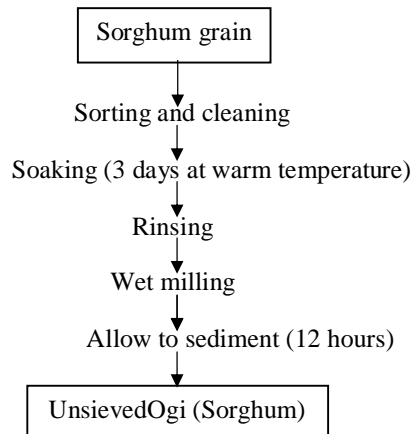 Sorghum grain
Sorting and cleaning
Soaking (3 days at warm temperature)
Rinsing
Wet milling
Allow to sediment (12 hours)
UnsievedOgi (Sorghum)